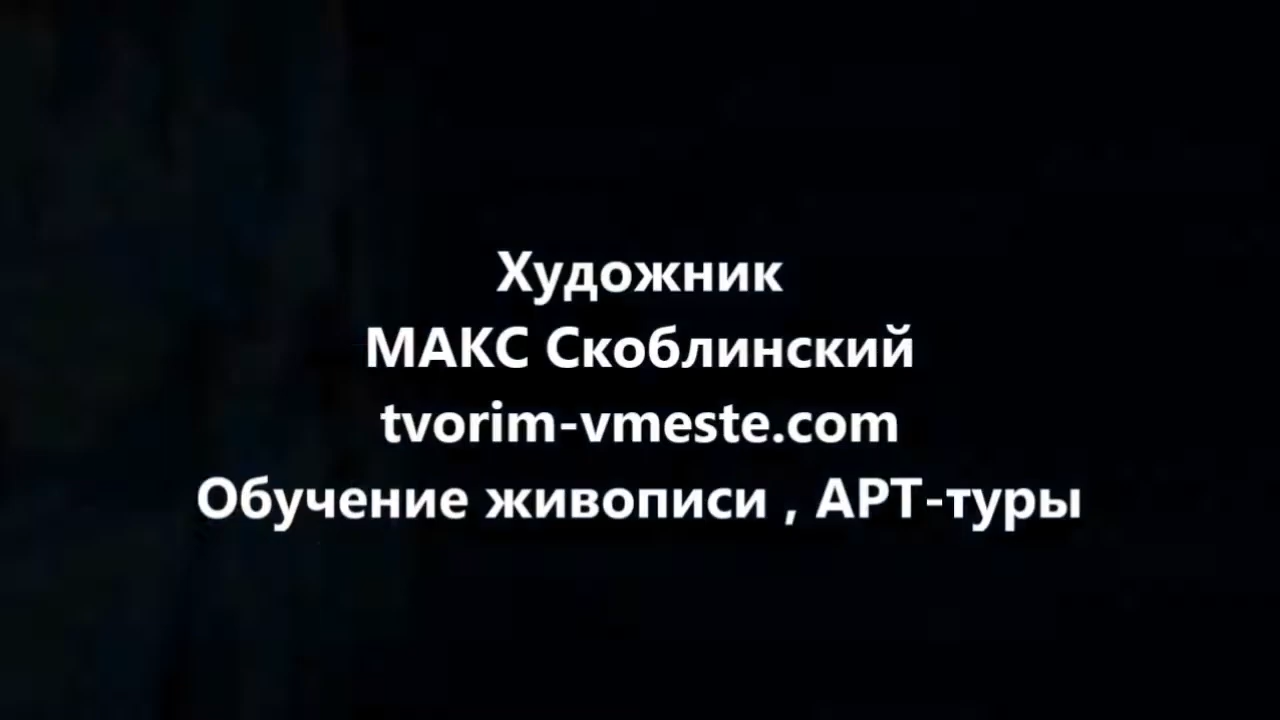 Художник
МАКС Скоблинский
tvorim-vmeste.com
Обучение живописи , АРТ-туры